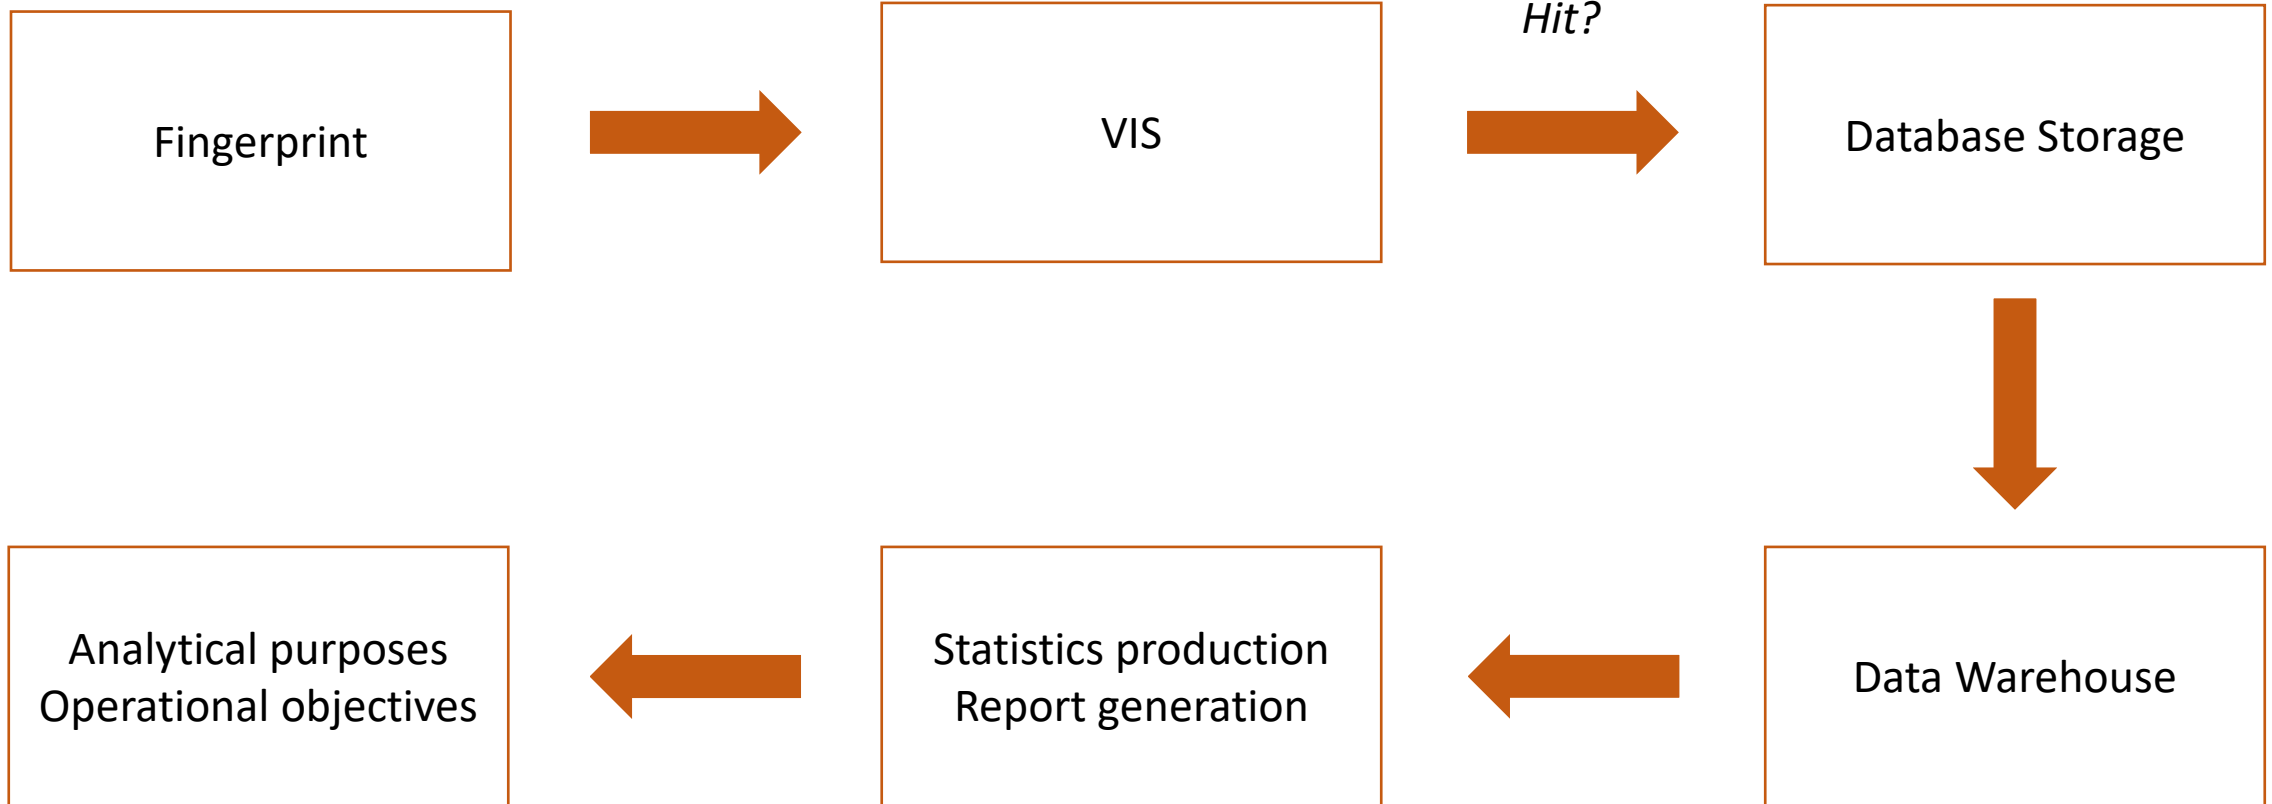 Hit?
Fingerprint
VIS
Database Storage
Analytical purposes
Operational objectives
Statistics production
Report generation
Data Warehouse